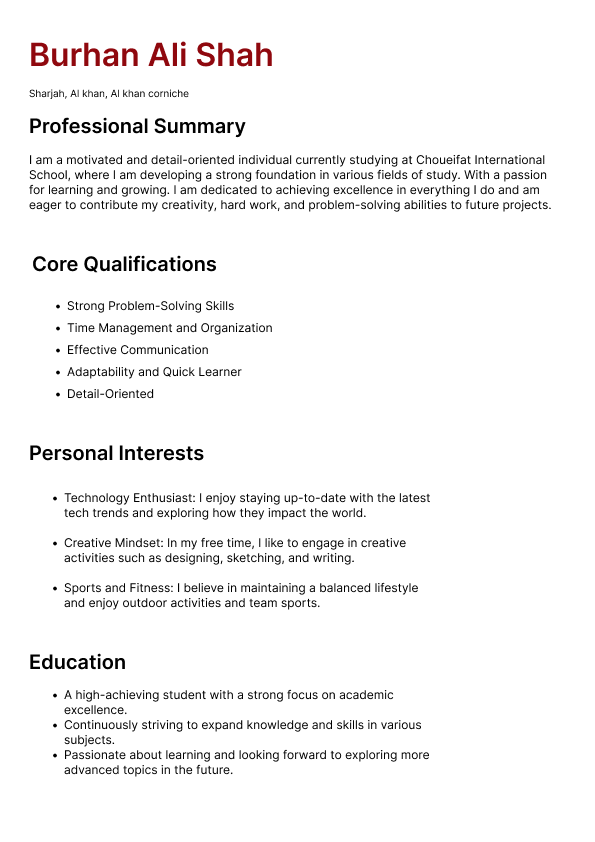 Burhan Ali Shah
Sharjah, Al khan, Al khan corniche
Professional Summary
I am a motivated and detail-oriented individual currently studying at Choueifat International
School, where I am developing a strong foundation in various fields of study. With a passion
for learning and growing. I am dedicated to achieving excellence in everything I do and am
eager to contribute my creativity, hard work, and problem-solving abilities to future projects.
Core Qualifications
• Strong Problem-Solving Skills
• Time Management and Organization
• Effective Communication
• Adaptability and Quick Learner
• Detail-Oriented
Personal Interests
• Technology Enthusiast: I enjoy staying up-to-date with the latest
tech trends and exploring how they impact the world.
• Creative Mindset: In my free time, I like to engage in creative
activities such as designing, sketching, and writing.
• Sports and Fitness: I believe in maintaining a balanced lifestyle
and enjoy outdoor activities and team sports.
Education
• A high-achieving student with a strong focus on academic
excellence.
• Continuously striving to expand knowledge and skills in various
subjects.
• Passionate about learning and looking forward to exploring more
advanced topics in the future.